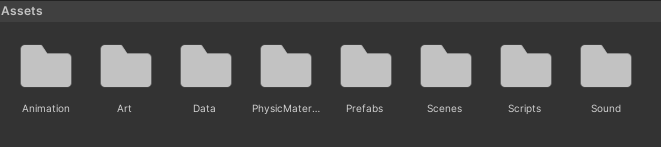 Assets
Animation
Art
Data
PhysicMater...
Prefabs
Scenes
Scripts
Sound